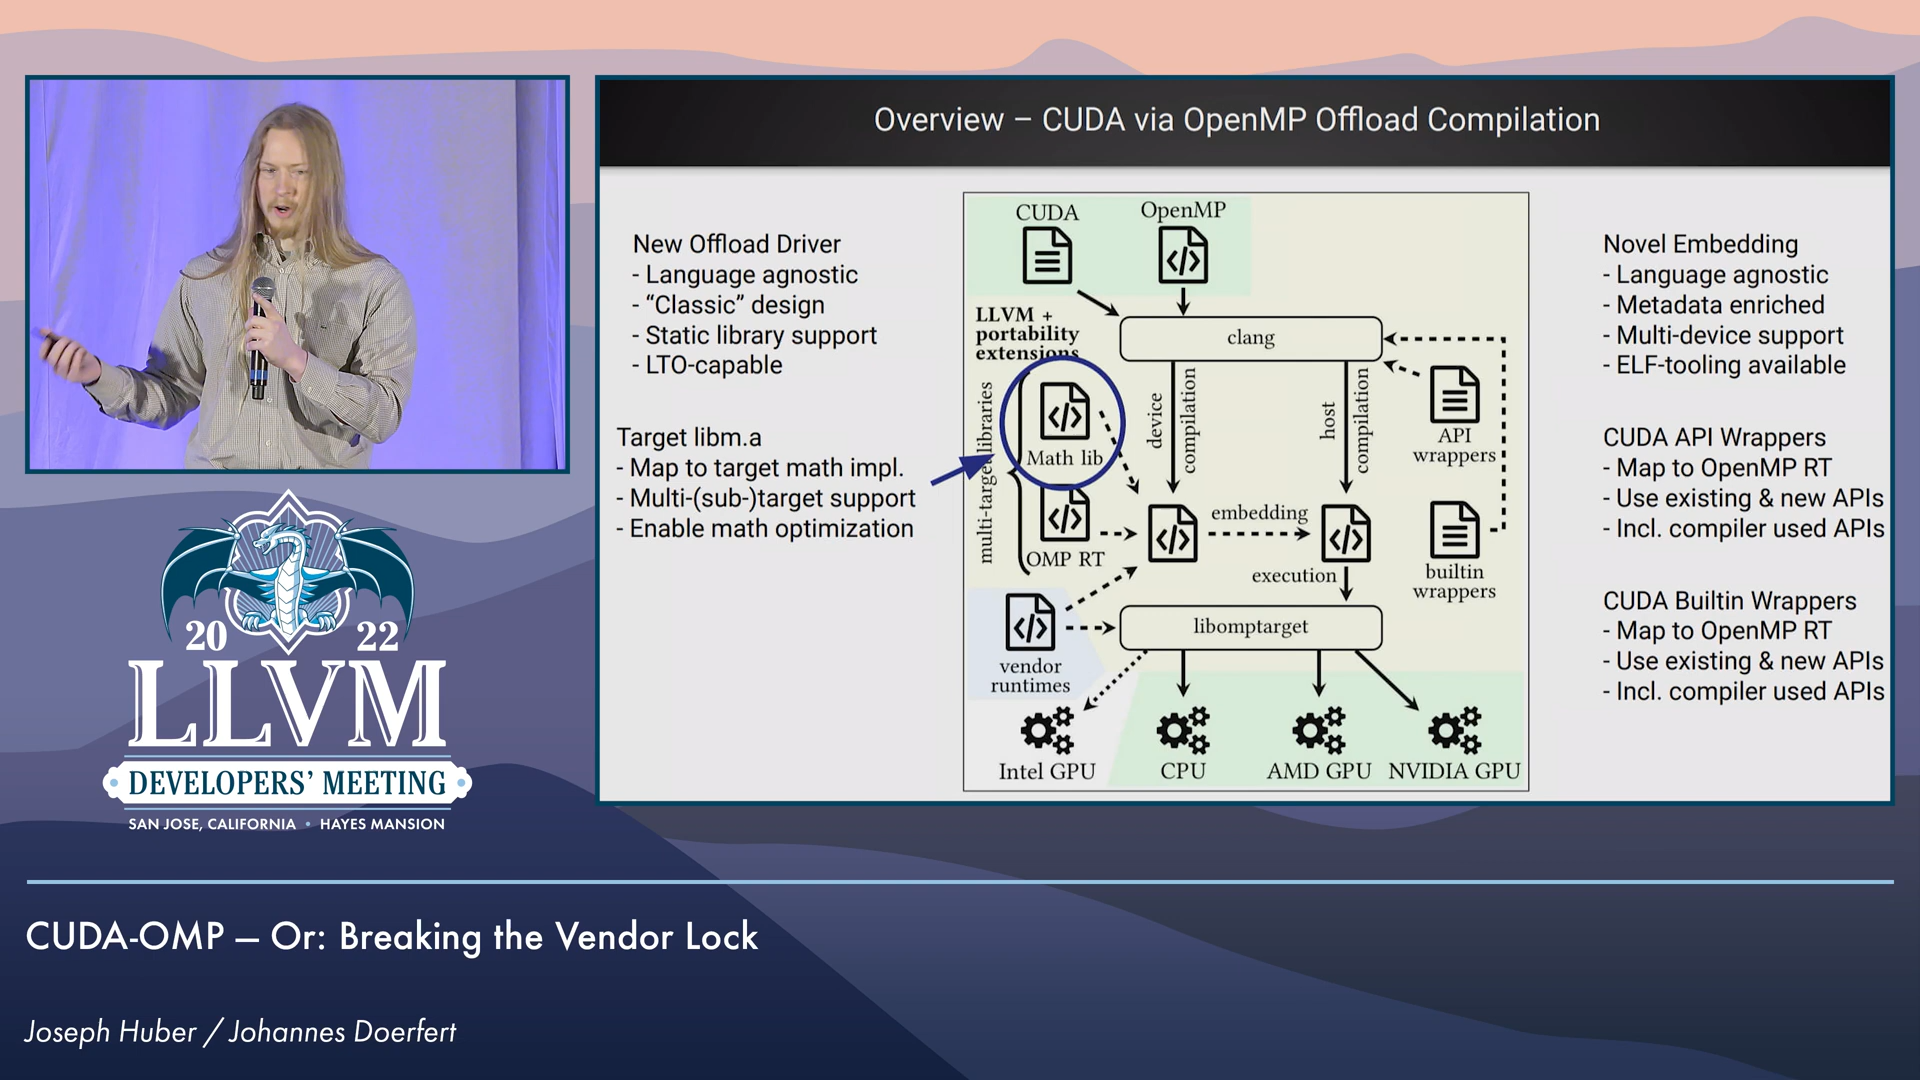 Overview – CUDA via OpenMP Offload Compilation
New Offload Driver
- Language agnostic
- “Classic” design
- Static library support
- LTO-capable
Target libm.a
- Map to target math impl.
- Multi-(sub-)target support
- Enable math optimization
CUDA
OpenMP
LLVM +
portability
extensions
clang
multi-target libraries
Math lib
OMP RT
device
compilation
host
compilation
API
wrappers
embedding
builtin
wrappers
execution
vendor
runtimes
libomptarget
Intel GPU
CPU
AMD GPU
NVIDIA GPU
Novel Embedding
- Language agnostic
- Metadata enriched
- Multi-device support
- ELF-tooling available
CUDA API Wrappers
- Map to OpenMP RT
- Use existing & new APIs
- Incl. compiler used APIs
CUDA Builtin Wrappers
- Map to OpenMP RT
- Use existing & new APIs
- Incl. compiler used APIs
20 22
LLVM
DEVELOPERS’ MEETING
SAN JOSE, CALIFORNIA • HAYES MANSION
CUDA-OMP — Or: Breaking the Vendor Lock
Joseph Huber / Johannes Doerfert